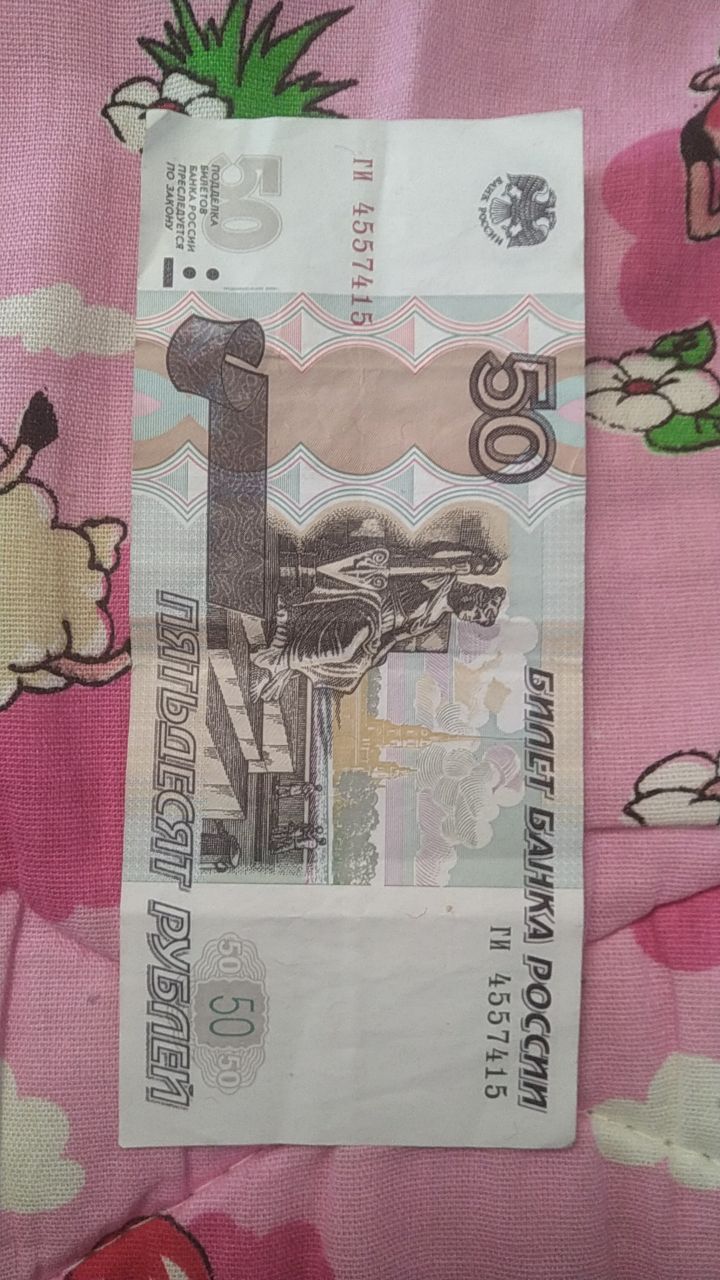 БАНК РОССИИ
50
БИЛЕТ БАНКА РОССИИ
ГИ 4557415
ГИ 4557415
50
ПОДДЕЛКА
БИЛЕТОВ
БАНКА РОССИИ
ПРЕСЛЕДУЕТСЯ
ПО ЗАКОНУ
50 50 50
ПЯТЬДЕСЯТ РУБЛЕЙ